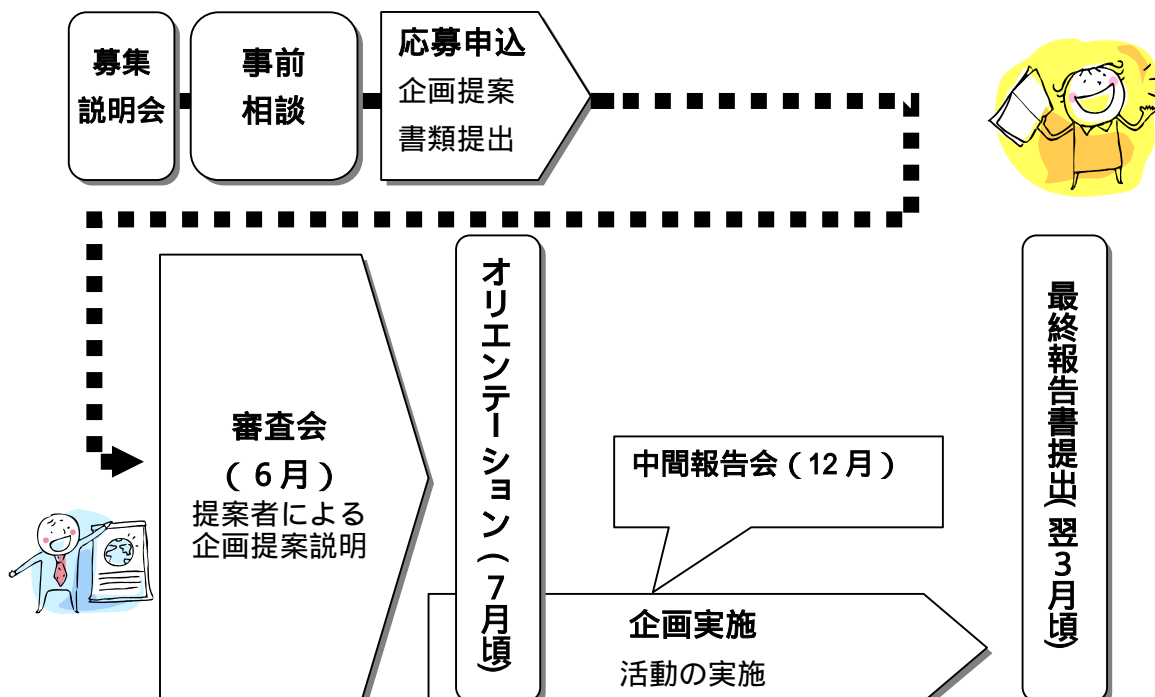 募集
説明会
事前
相談
応募申込
企画提案
書類提出
審査会
(6月)
提案者による
企画提案説明
オリエンテーション(7月頃)
中間報告会(12月)
企画実施
活動の実施
最終報告書提出(翌3月頃)